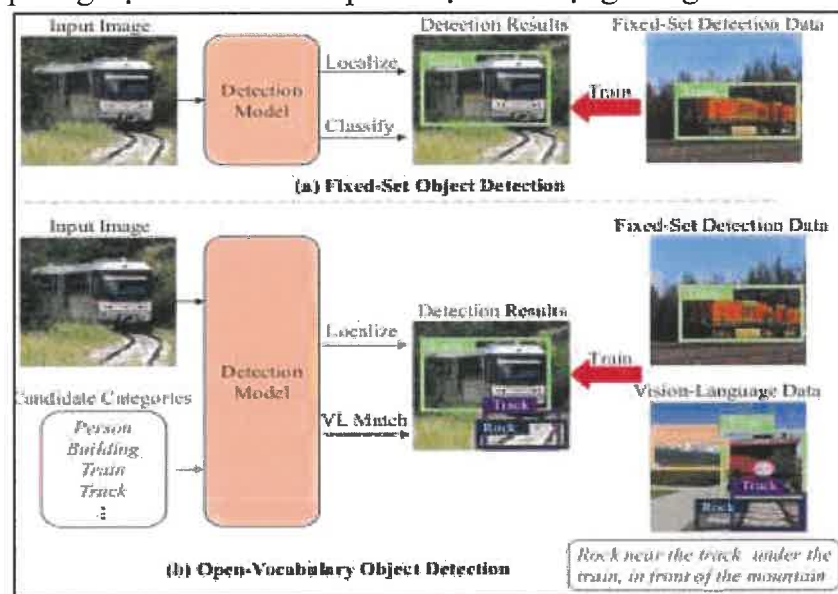 Input Image
Detection Results
Fixed-Set Detection Data
Detection
Model
Localize
Classify
Train
(a) Fixed-Set Object Detection
Input Image
Fixed-Set Detection Data
Detection Results
Localize
Detection
Model
Train
Candidate Categories
VL Match
Vision-Language Data
Person
Building
Train
Track
⋮
Track
Rock
Track
Rock
Rock near the track under the
train, in front of the mountain
(b) Open-Vocabulary Object Detection